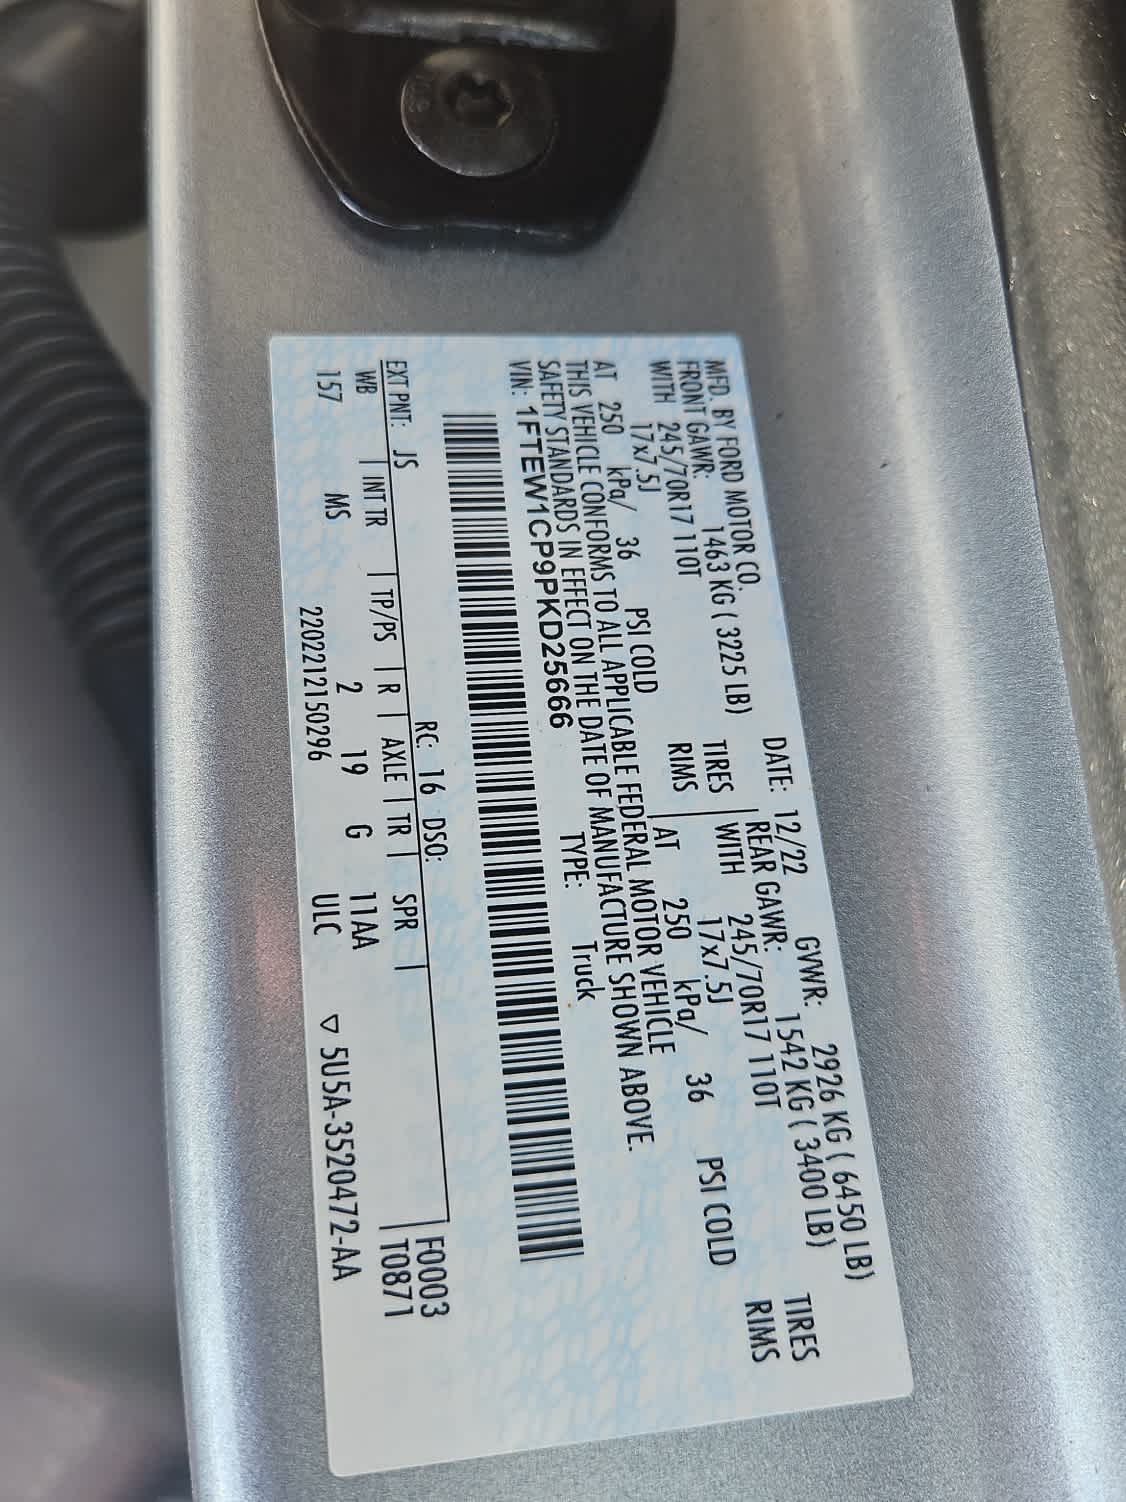 MFD. BY FORD MOTOR CO.
DATE: 12/22 GVWR: 2926 KG ( 6450 LB)
FRONT GAWR: 1463 KG ( 3225 LB) REAR GAWR: 1542 KG ( 3400 LB)
WITH 245/70R17 110T TIRES WITH 245/70R17 110T TIRES
17x7.5J RIMS 17x7.5J RIMS
AT 250 kPa/ 36 PSI COLD AT 250 kPa/ 36 PSI COLD
THIS VEHICLE CONFORMS TO ALL APPLICABLE FEDERAL MOTOR VEHICLE
SAFETY STANDARDS IN EFFECT ON THE DATE OF MANUFACTURE SHOWN ABOVE.
VIN: 1FTEW1CP9PKD25666 TYPE: Truck
F0003
T0871
EXT PNT: JS RC: 16 DSO:
WB | INT TR | TP/PS | R | AXLE | TR | SPR |
157 MS 2 19 G 11AA
2202212150296 ULC ▽ 5U5A-3520472-AA